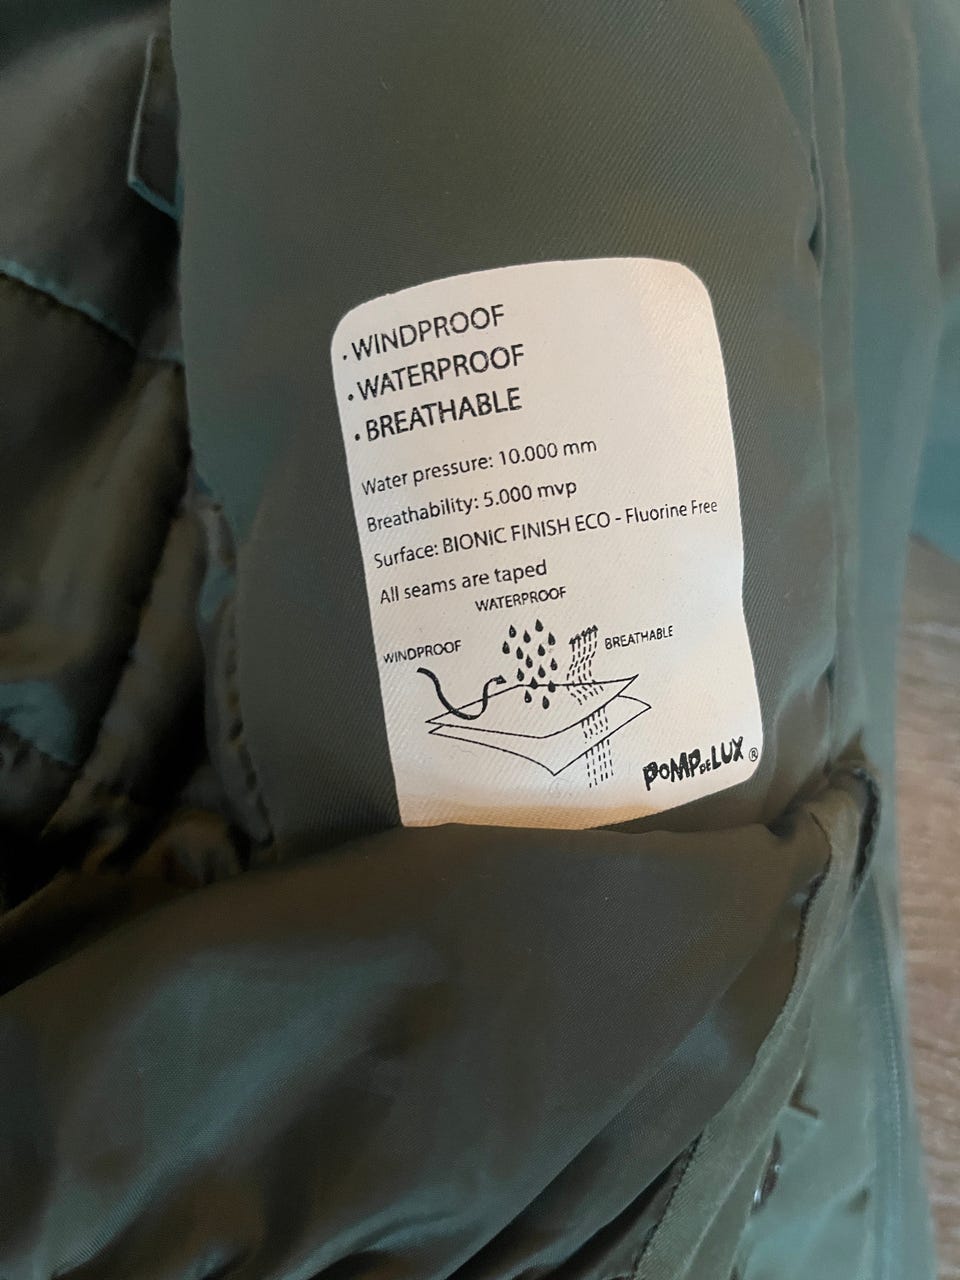 • WINDPROOF
• WATERPROOF
• BREATHABLE
Water pressure: 10.000 mm
Breathability: 5.000 mvp
Surface: BIONIC FINISH ECO - Fluorine Free
All seams are taped
WATERPROOF
WINDPROOF
BREATHABLE
POMPDELUX®